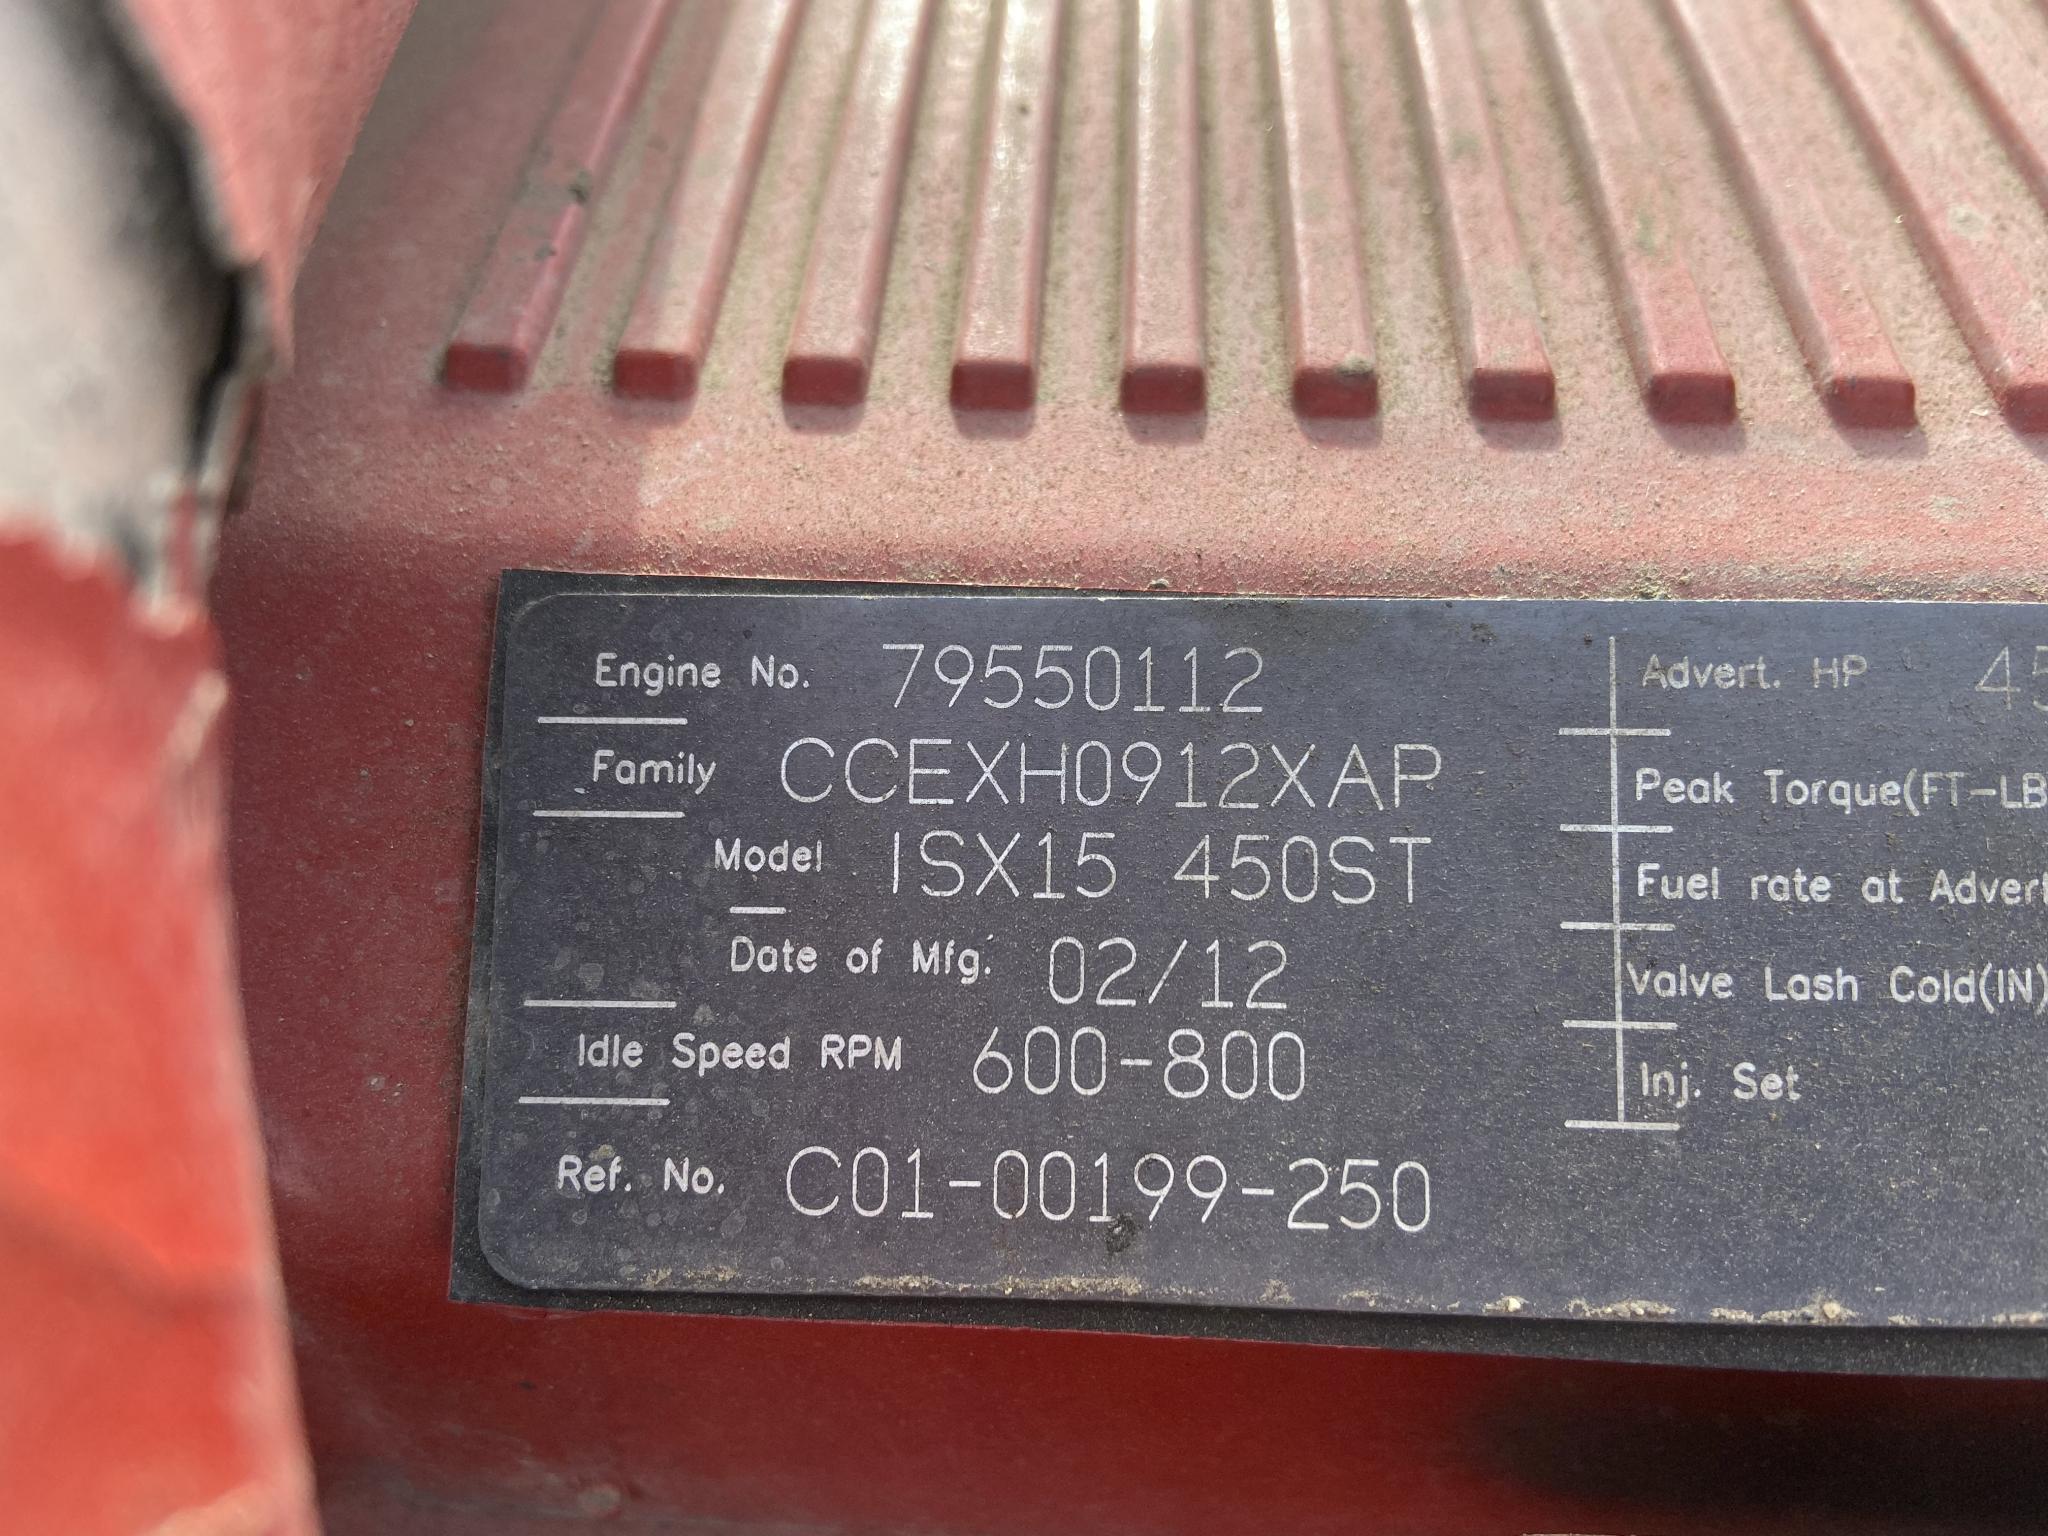 Engine No. 79550112
Family CCEXH0912XAP
Model ISX15 450ST
Date of Mfg. 02/12
Idle Speed RPM 600-800
Ref. No. C01-00199-250
Advert. HP 45
Peak Torque(FT-LB
Fuel rate at Advert
Valve Lash Cold(IN)
Inj. Set